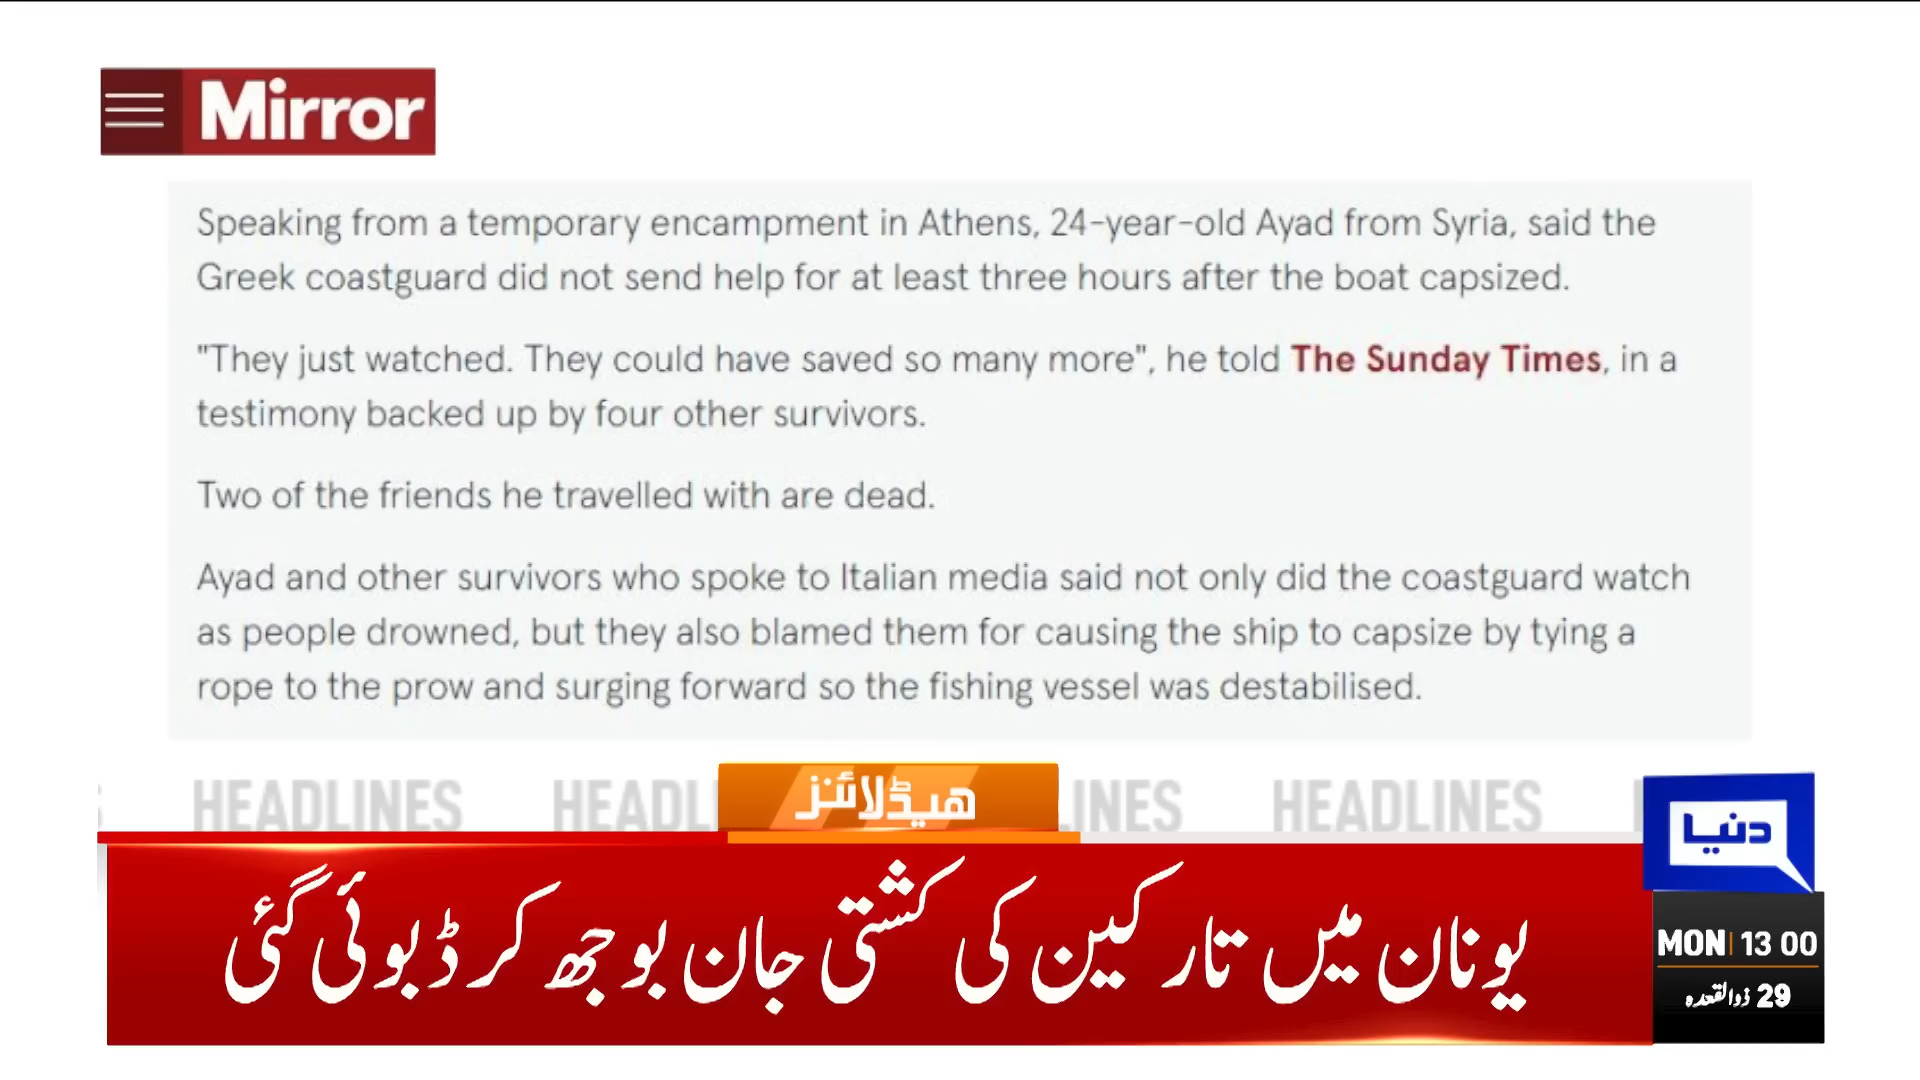 Mirror
Speaking from a temporary encampment in Athens, 24-year-old Ayad from Syria, said the
Greek coastguard did not send help for at least three hours after the boat capsized.
"They just watched. They could have saved so many more", he told The Sunday Times, in a
testimony backed up by four other survivors.
Two of the friends he travelled with are dead.
Ayad and other survivors who spoke to Italian media said not only did the coastguard watch
as people drowned, but they also blamed them for causing the ship to capsize by tying a
rope to the prow and surging forward so the fishing vessel was destabilised.
HEADLINES HEADL LINES HEADLINES
ہیڈلائنز
دنیا
یونان میں تارکین کی کشتی جان بوجھ کر ڈبوئی گئی
MON 13 00
29 ذوالقعدہ